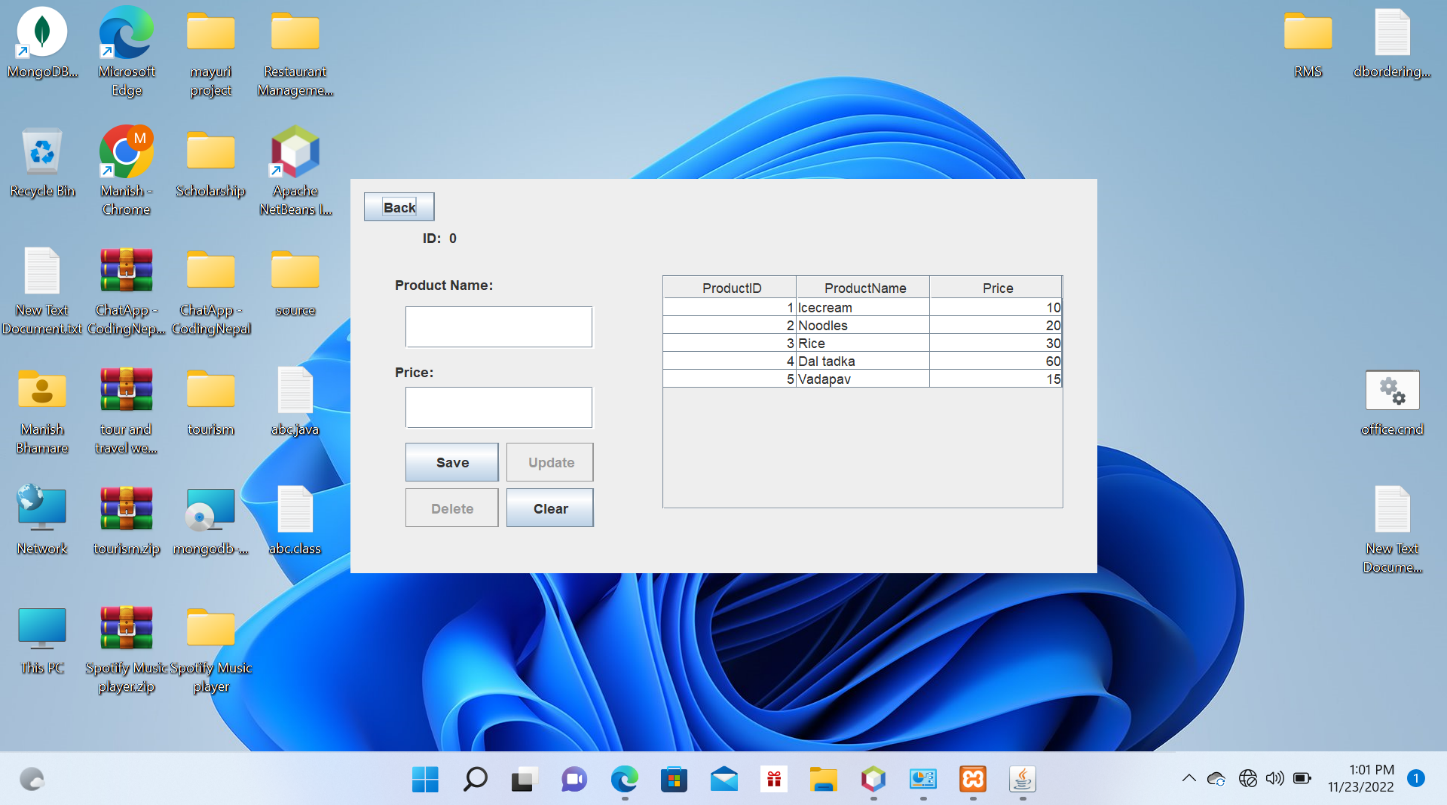 MongoDB...
Microsoft
Edge
mayuri
project
Restaurant
Manageme...
RMS
dbordering...
Recycle Bin
M
Manish -
Chrome
Scholarship
Apache
NetBeans I...
New Text
Document.txt
ChatApp -
CodingNep...
ChatApp -
CodingNepal
source
Manish
Bhamare
tour and
travel we...
tourism
abc.java
office.cmd
Network
tourism.zip
mongodb-...
abc.class
New Text
Docume...
This PC
Spotify Music
player.zip
Spotify Music
player
Back
ID: 0
Product Name:
Price:
Save
Update
Delete
Clear
ProductID ProductName Price
1 Icecream 10
2 Noodles 20
3 Rice 30
4 Dal tadka 60
5 Vadapav 15
1:01 PM
11/23/2022
1